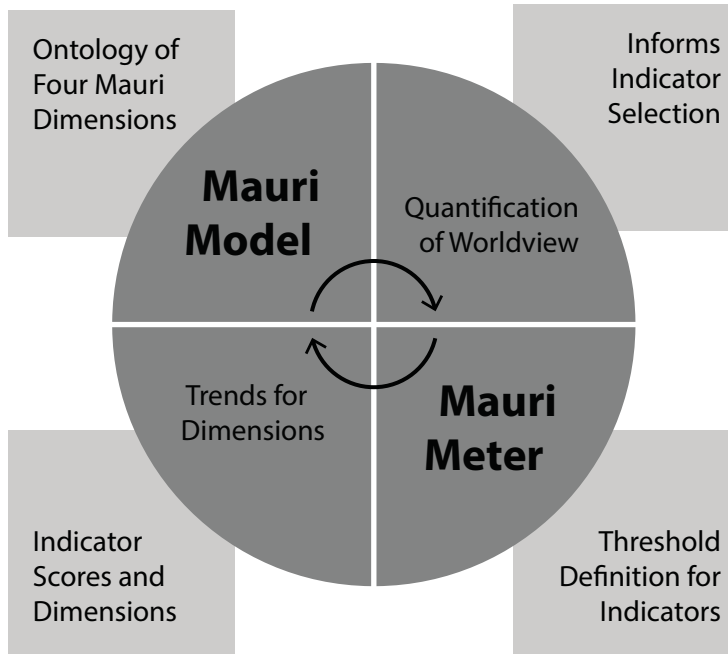 Ontology of
Four Mauri
Dimensions
Informs
Indicator
Selection
Mauri
Model
Quantification
of Worldview
Trends for
Dimensions
Mauri
Meter
Indicator
Scores and
Dimensions
Threshold
Definition for
Indicators